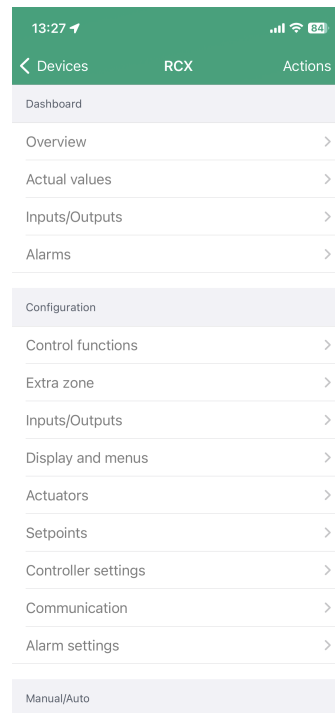 13:27
84
Devices
RCX
Actions
Dashboard
Overview
Actual values
Inputs/Outputs
Alarms
Configuration
Control functions
Extra zone
Inputs/Outputs
Display and menus
Actuators
Setpoints
Controller settings
Communication
Alarm settings
Manual/Auto